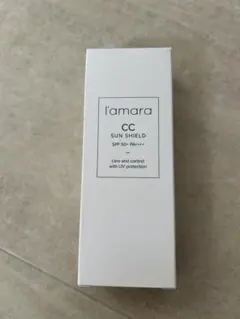 l'amara
CC
SUN SHIELD
SPF 50+ PA++++
care and control
with UV protection